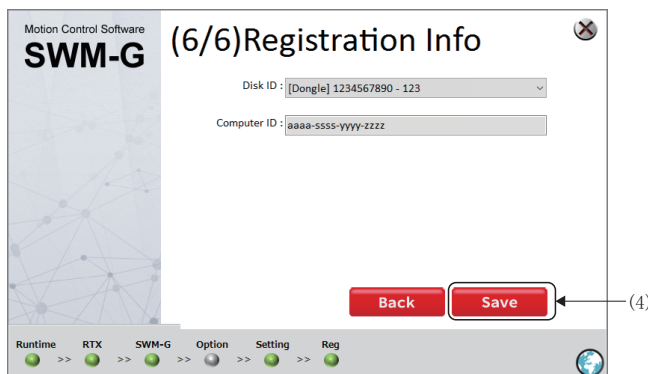 Motion Control Software
SWM-G
(6/6)Registration Info
Disk ID : [Dongle] 1234567890 - 123
Computer ID : aaaa-ssss-yyyy-zzzz
Back Save
(4)
Runtime RTX SWM-G Option Setting Reg
>> >> >> >> >>